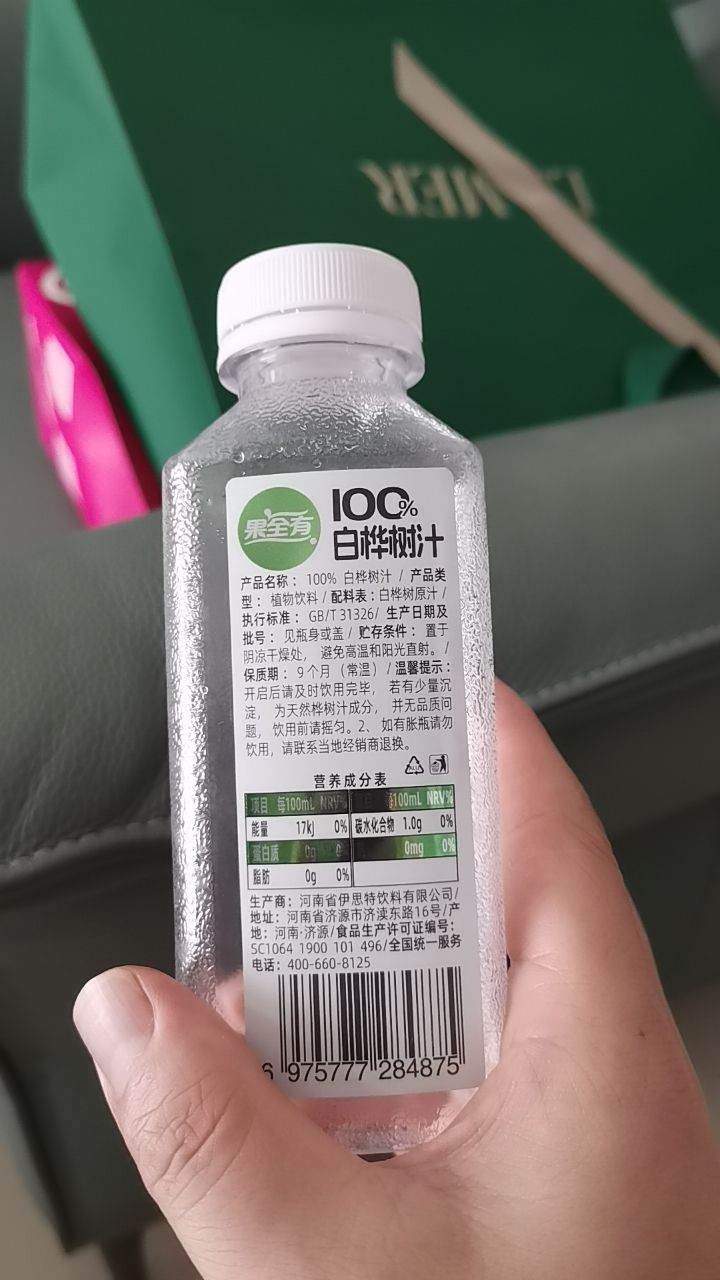 果全有
100%
白桦树汁
产品名称：100% 白桦树汁 / 产品类
型：植物饮料 / 配料表：白桦树原汁 /
执行标准：GB/T 31326/ 生产日期及
批号：见瓶身或盖 / 贮存条件：置于
阴凉干燥处，避免高温和阳光直射。/
保质期：9个月（常温）/ 温馨提示：
开启后请及时饮用完毕，若有少量沉
淀，为天然桦树汁成分，并无品质问
题，饮用前请摇匀。2、如有胀瓶请勿
饮用，请联系当地经销商退换。
营养成分表
项目 每100mL NRV% 每100mL NRV%
能量 17kJ 0% 碳水化合物 1.0g 0%
蛋白质 0g 0mg 0%
脂肪 0g 0%
生产商：河南省伊思特饮料有限公司/
地址：河南省济源市济渎东路16号/产
地：河南·济源/食品生产许可证编号：
SC1064 1900 101 496/全国统一服务
电话：400-660-8125
6 975777 284875